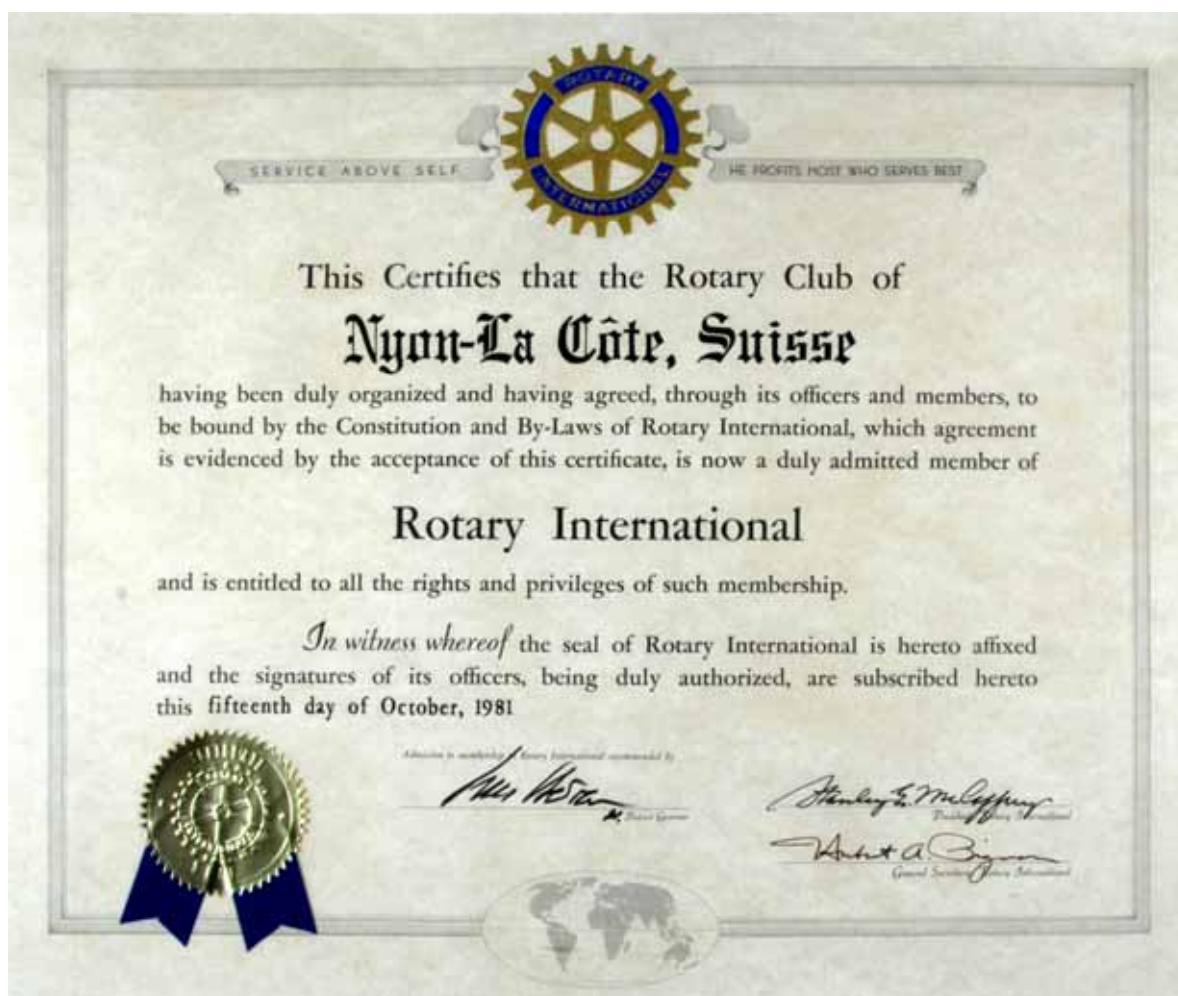 ROTARY
INTERNATIONAL
SERVICE ABOVE SELF
HE PROFITS MOST WHO SERVES BEST
This Certifies that the Rotary Club of
Nyon-La Côte, Suisse
having been duly organized and having agreed, through its officers and members, to
be bound by the Constitution and By-Laws of Rotary International, which agreement
is evidenced by the acceptance of this certificate, is now a duly admitted member of
Rotary International
and is entitled to all the rights and privileges of such membership.
In witness whereof the seal of Rotary International is hereto affixed
and the signatures of its officers, being duly authorized, are subscribed hereto
this fifteenth day of October, 1981
Admission to membership Rotary International recommended by
Stanley E. McCaffrey
District Governor
President Rotary International
Herbert A.
General Secretary Rotary International